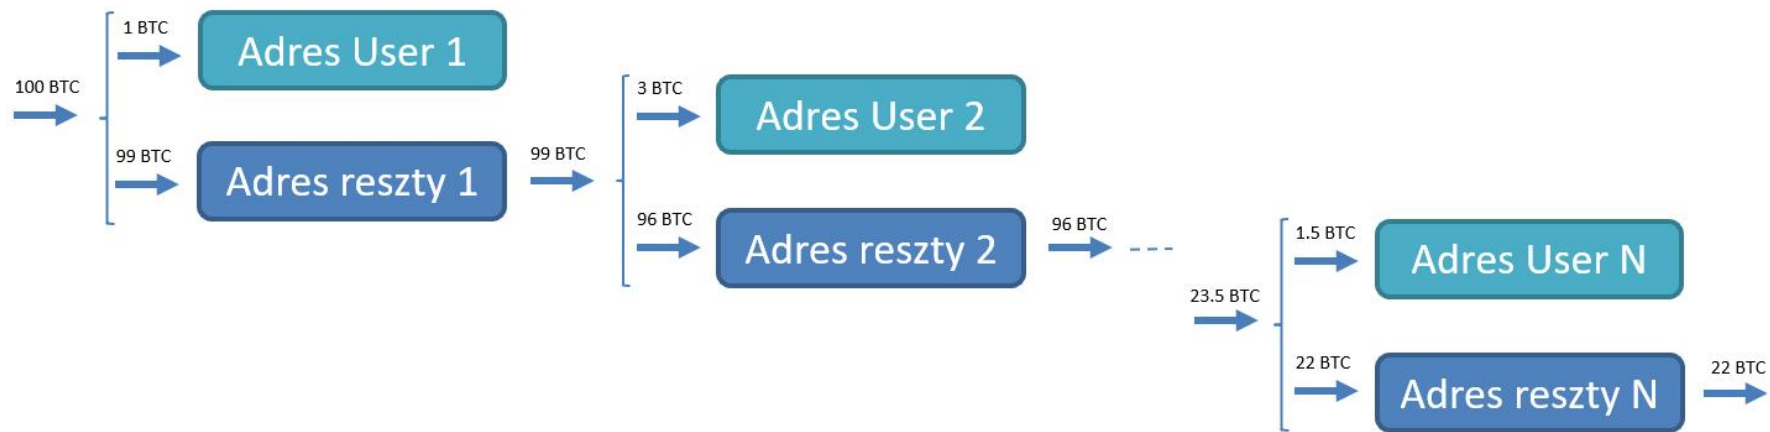 100 BTC
1 BTC
Adres User 1
99 BTC
Adres reszty 1
99 BTC
3 BTC
Adres User 2
96 BTC
Adres reszty 2
96 BTC
23.5 BTC
1.5 BTC
Adres User N
22 BTC
Adres reszty N
22 BTC